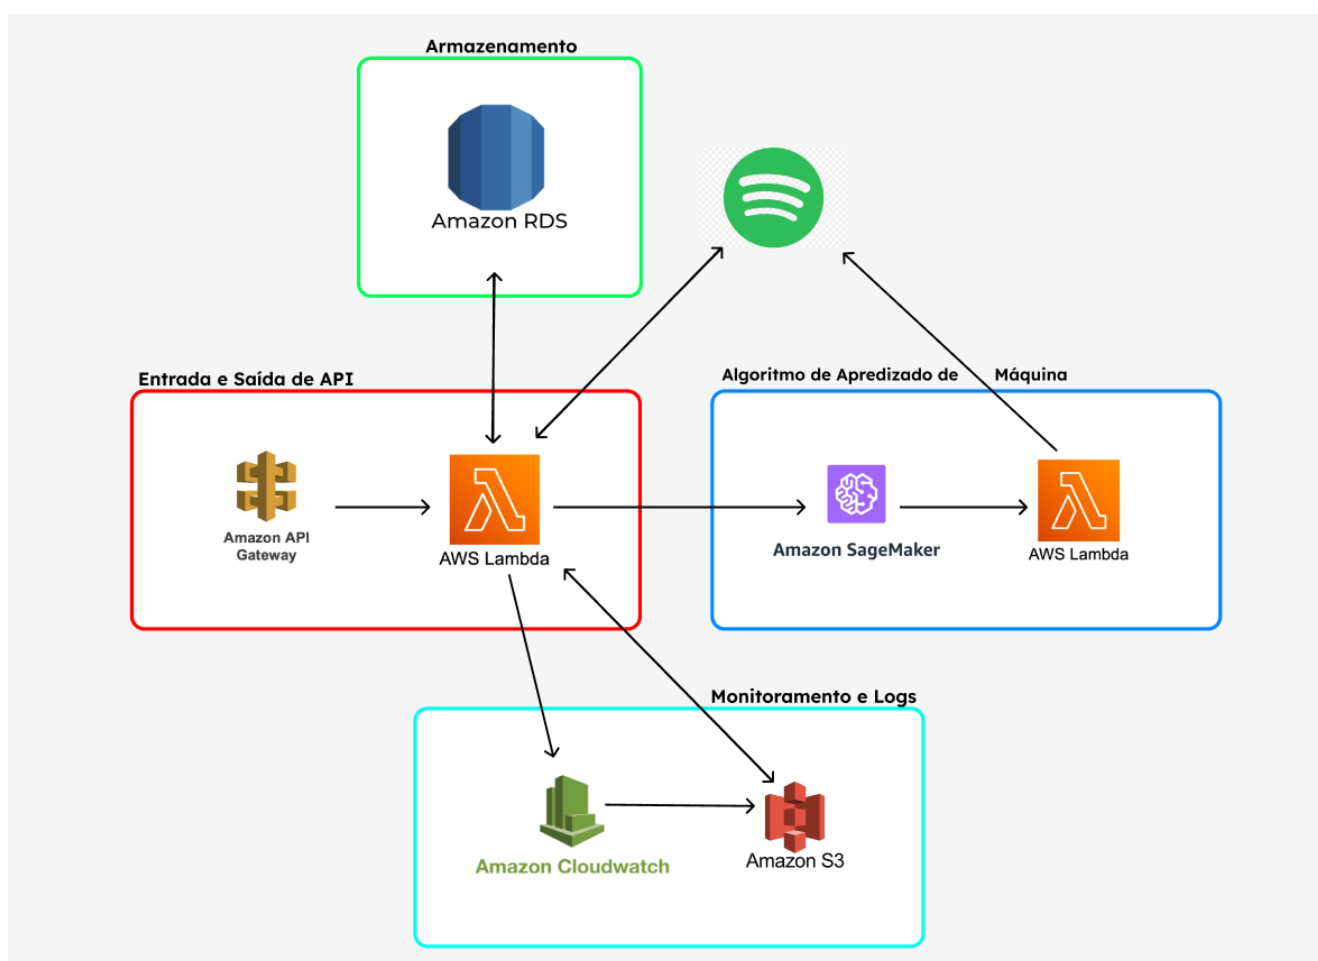 Armazenamento
Amazon RDS
Entrada e Saída de API
Algoritmo de Apredizado de Máquina
Amazon API
Gateway
AWS Lambda
Amazon SageMaker
AWS Lambda
Monitoramento e Logs
Amazon Cloudwatch
Amazon S3